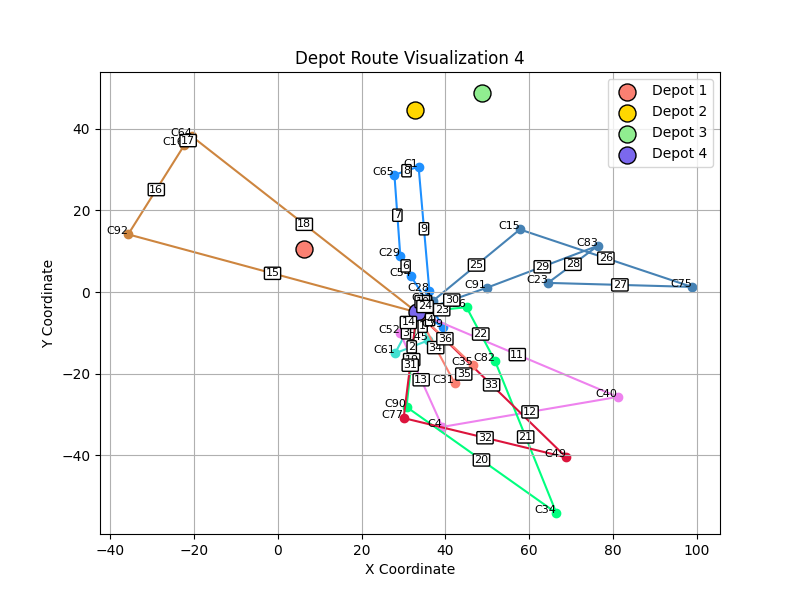 Depot Route Visualization 4
Depot 1
Depot 2
Depot 3
Depot 4
Y Coordinate
X Coordinate
40
20
0
−20
−40
−40
−20
0
20
40
60
80
100
C64
17
C1
C65
8
16
C92
7
9
18
C15
C83
C29
6
25
26
28
29
15
C91
C23
27
C75
C28
24
30
23
14
C52
22
36
C61
2
34
11
C35
C82
31
13
C31
35
33
C40
C90
C77
12
C4
32
21
20
C49
C34